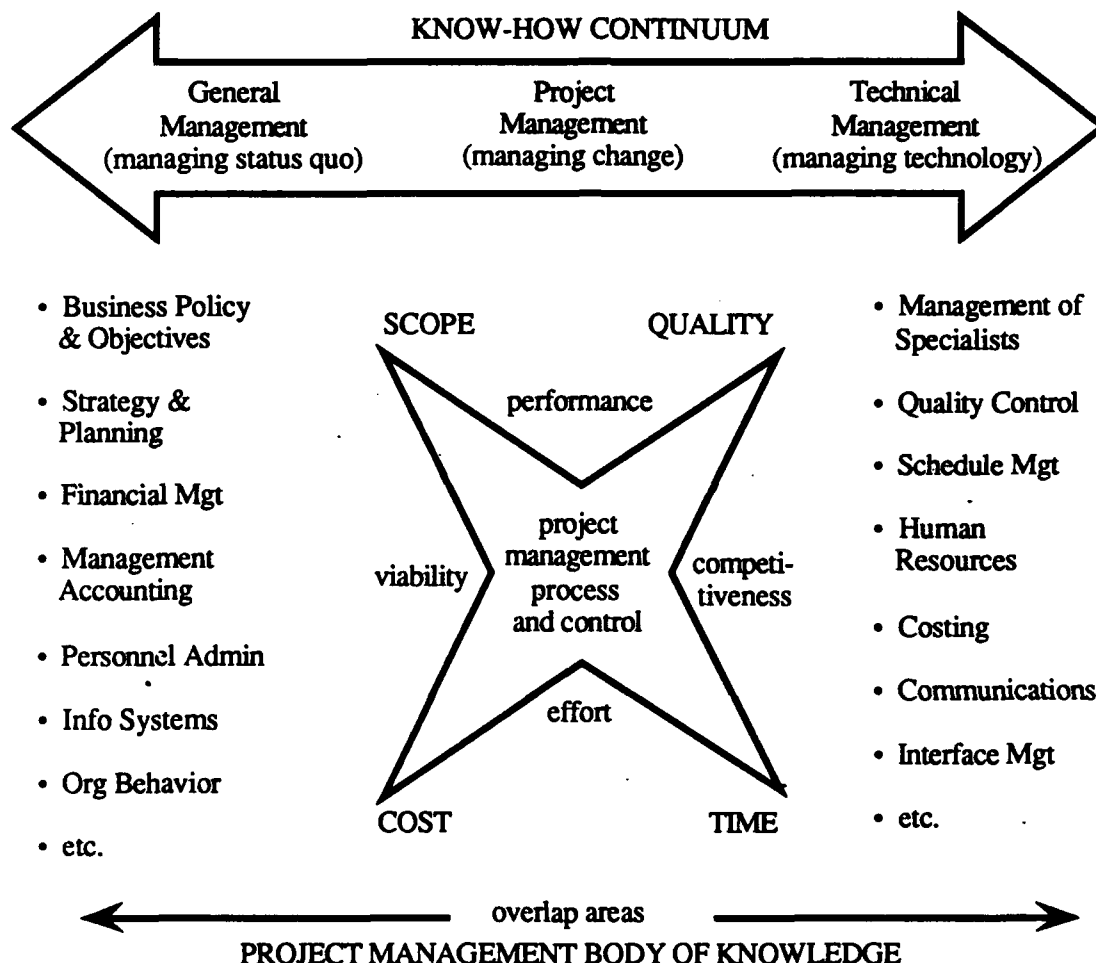 KNOW-HOW CONTINUUM
General
Management
(managing status quo)
Project
Management
(managing change)
Technical
Management
(managing technology)
• Business Policy
& Objectives
• Strategy &
Planning
• Financial Mgt
• Management
Accounting
• Personnel Admin
• Info Systems
• Org Behavior
• etc.
SCOPE
QUALITY
performance
viability
project
management
process
and control
competi-
tiveness
effort
COST
TIME
• Management of
Specialists
• Quality Control
• Schedule Mgt
• Human
Resources
• Costing
• Communications
• Interface Mgt
• etc.
overlap areas
PROJECT MANAGEMENT BODY OF KNOWLEDGE